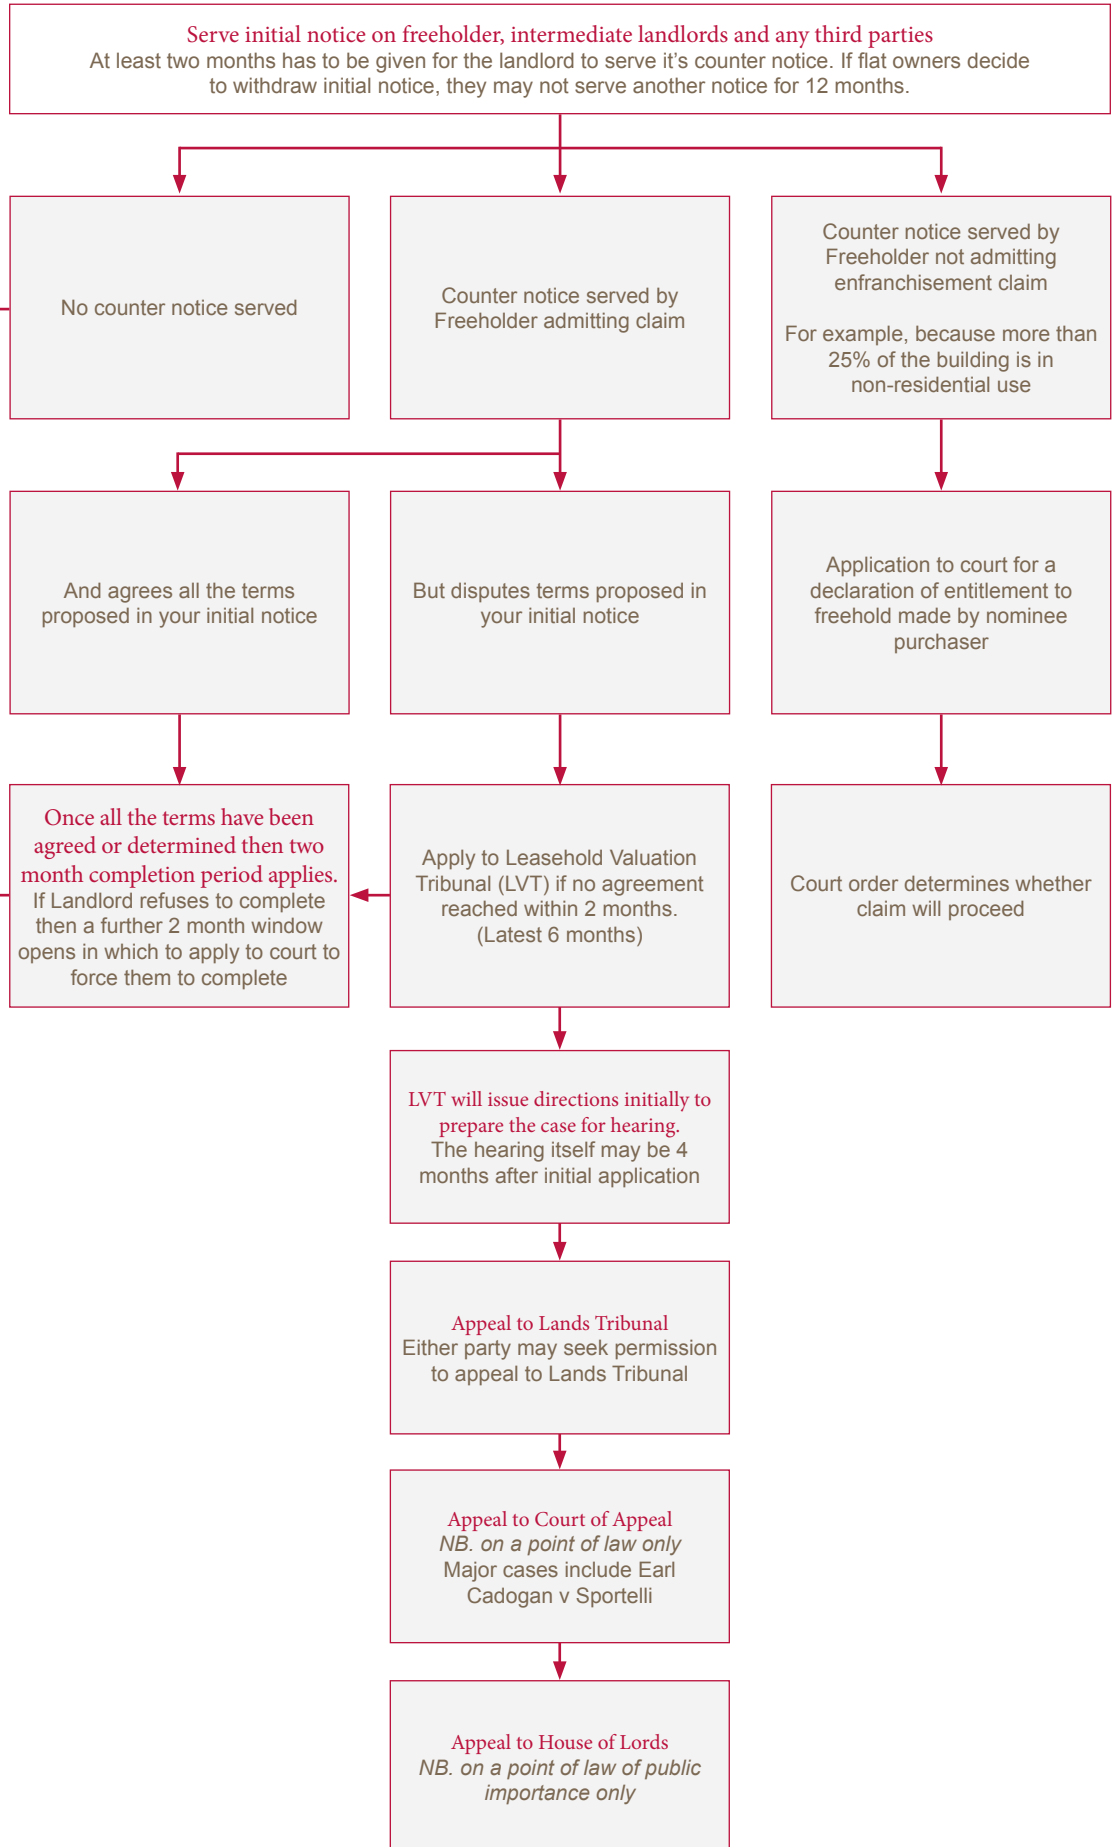 Serve initial notice on freeholder, intermediate landlords and any third parties
At least two months has to be given for the landlord to serve it's counter notice. If flat owners decide
to withdraw initial notice, they may not serve another notice for 12 months.
No counter notice served
Counter notice served by
Freeholder admitting claim
Counter notice served by
Freeholder not admitting
enfranchisement claim
For example, because more than
25% of the building is in
non-residential use
And agrees all the terms
proposed in your initial notice
But disputes terms proposed in
your initial notice
Application to court for a
declaration of entitlement to
freehold made by nominee
purchaser
Once all the terms have been
agreed or determined then two
month completion period applies.
If Landlord refuses to complete
then a further 2 month window
opens in which to apply to court to
force them to complete
Apply to Leasehold Valuation
Tribunal (LVT) if no agreement
reached within 2 months.
(Latest 6 months)
Court order determines whether
claim will proceed
LVT will issue directions initially to
prepare the case for hearing.
The hearing itself may be 4
months after initial application
Appeal to Lands Tribunal
Either party may seek permission
to appeal to Lands Tribunal
Appeal to Court of Appeal
NB. on a point of law only
Major cases include Earl
Cadogan v Sportelli
Appeal to House of Lords
NB. on a point of law of public
importance only